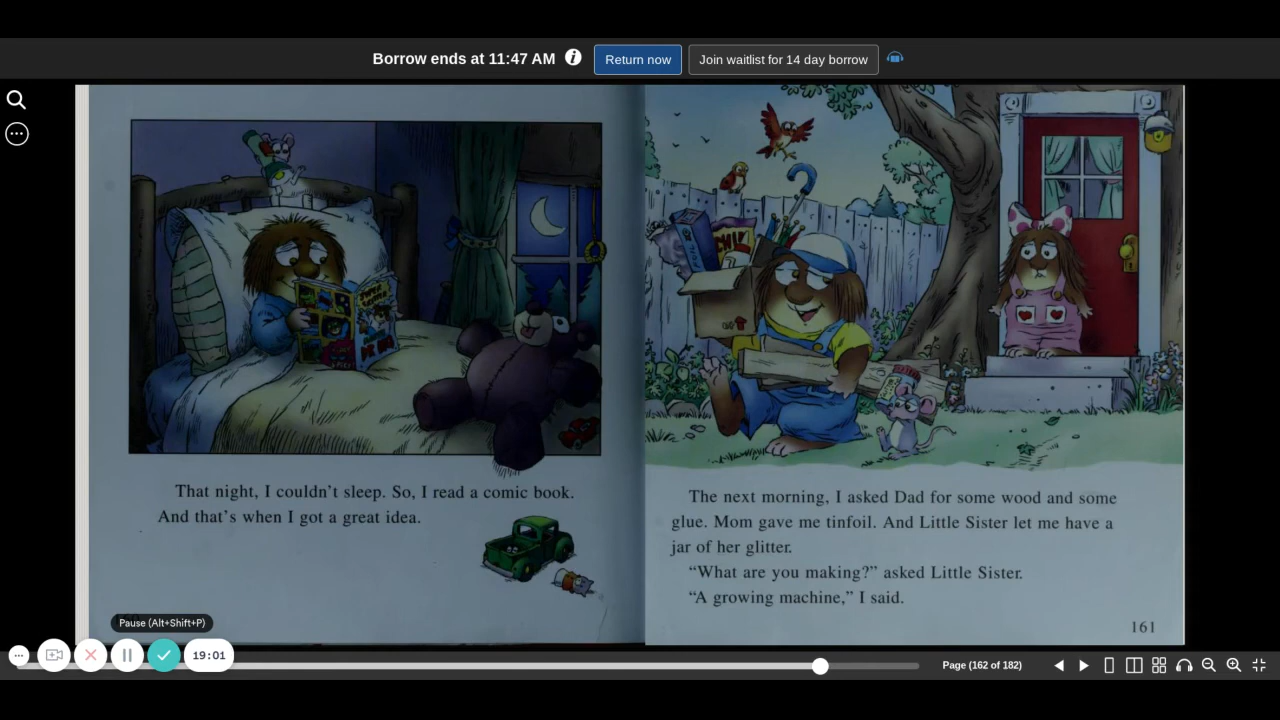 Borrow ends at 11:47 AM
Return now
Join waitlist for 14 day borrow
That night, I couldn't sleep. So, I read a comic book.
And that's when I got a great idea.
The next morning, I asked Dad for some wood and some
glue. Mom gave me tinfoil. And Little Sister let me have a
jar of her glitter.
"What are you making?" asked Little Sister.
"A growing machine," I said.
161
Pause (Alt+Shift+P)
19:01
Page (162 of 182)